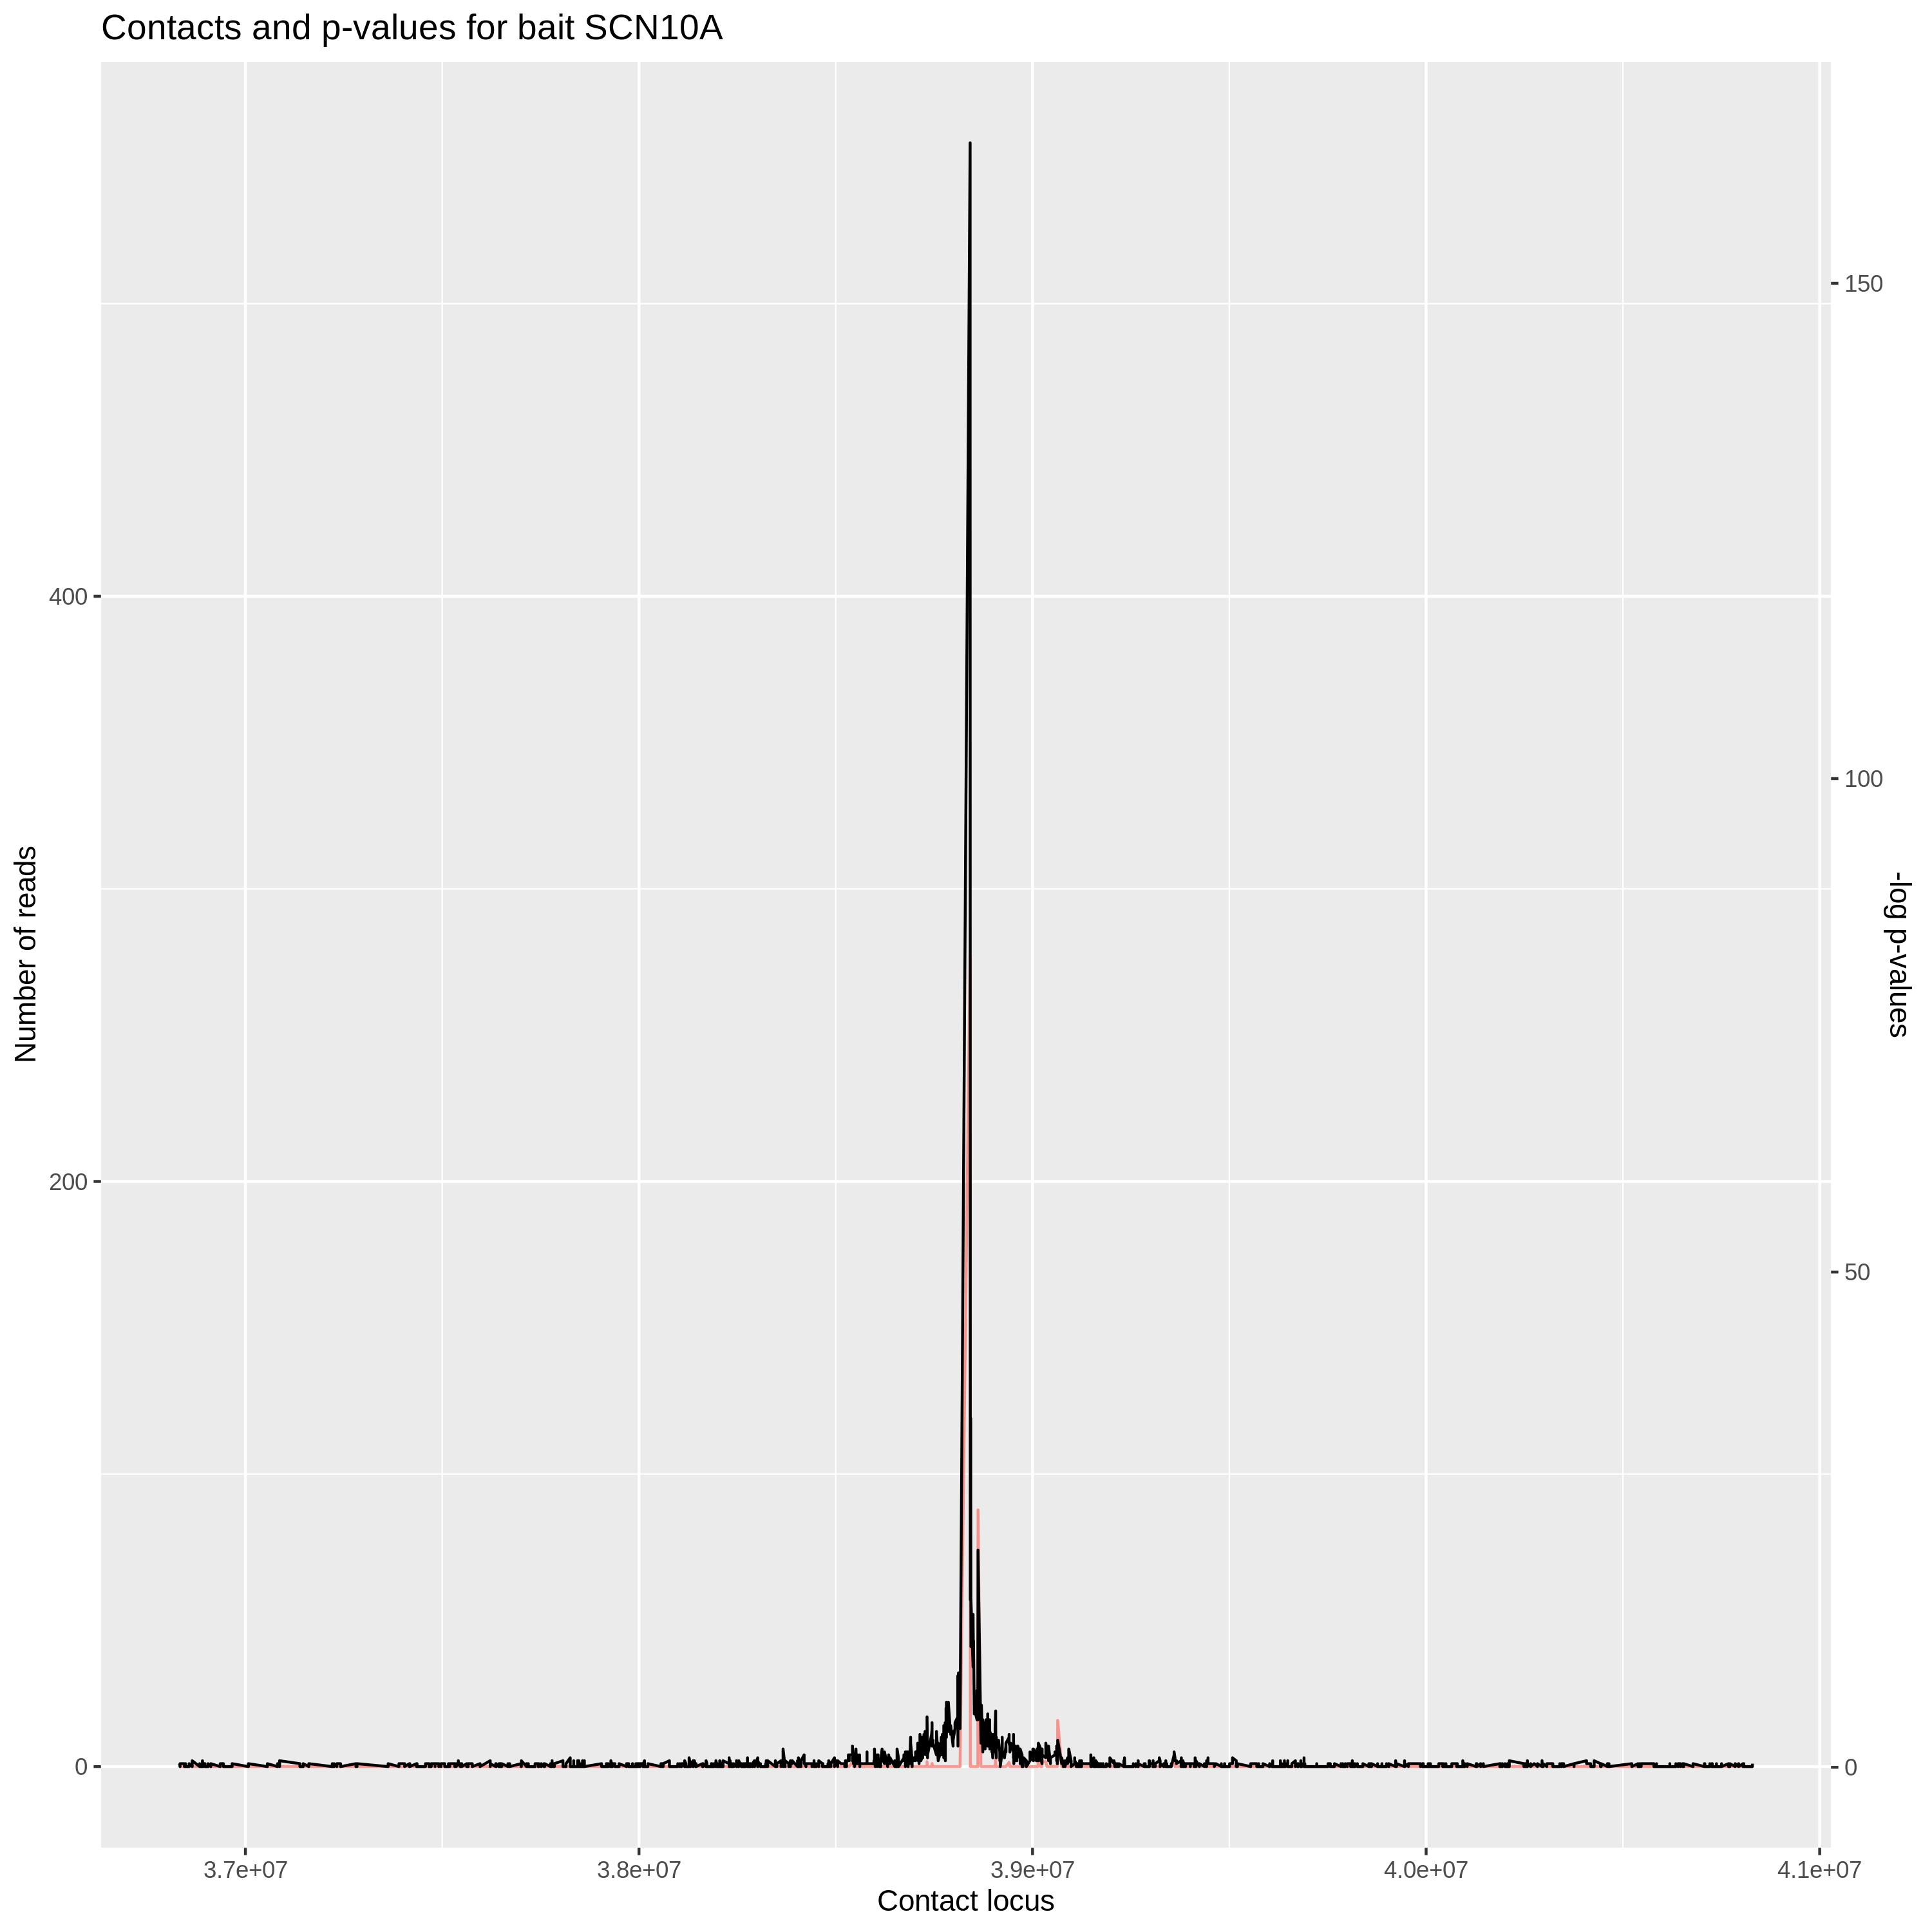 Contacts and p-values for bait SCN10A
Number of reads
400
200
0
150
100
50
0
-log p-values
3.7e+07
3.8e+07
3.9e+07
4.0e+07
4.1e+07
Contact locus